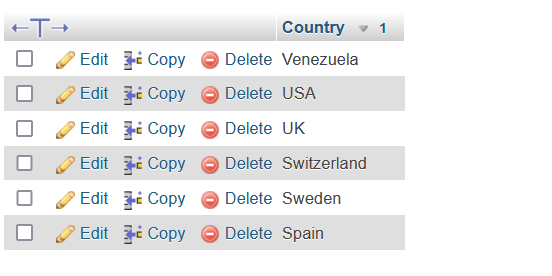 Country 1
Edit Copy Delete Venezuela
Edit Copy Delete USA
Edit Copy Delete UK
Edit Copy Delete Switzerland
Edit Copy Delete Sweden
Edit Copy Delete Spain